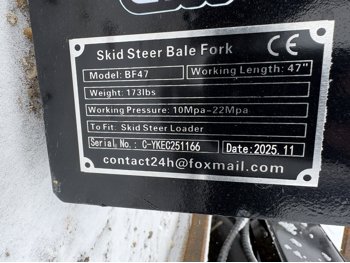 Skid Steer Bale Fork CE
Model: BF47 Working Length: 47"
Weight: 173lbs
Working Pressure: 10Mpa-22Mpa
To Fit: Skid Steer Loader
Serial No.: C-YKEC251166 Date: 2025.11
contact24h@foxmail.com